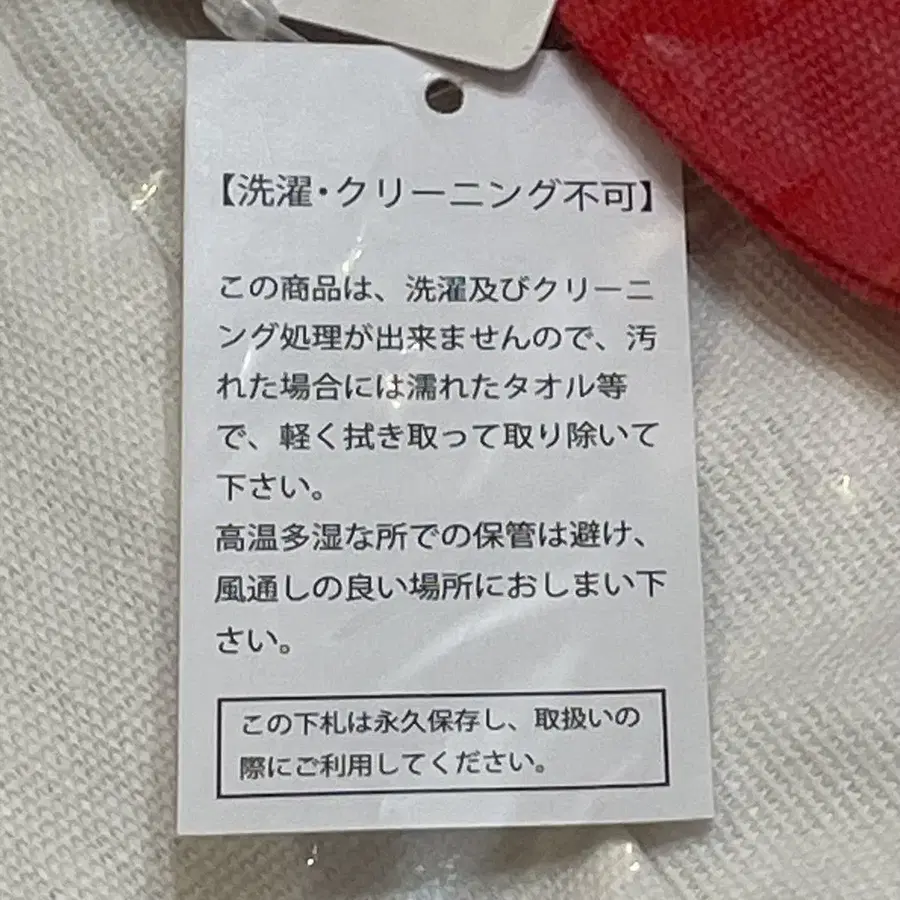 【洗濯・クリーニング不可】
この商品は、洗濯及びクリーニ
ング処理が出来ませんので、汚
れた場合には濡れたタオル等
で、軽く拭き取って取り除いて
下さい。
高温多湿な所での保管は避け、
風通しの良い場所におしまい下
さい。
この下札は永久保存し、取扱いの
際にご利用してください。